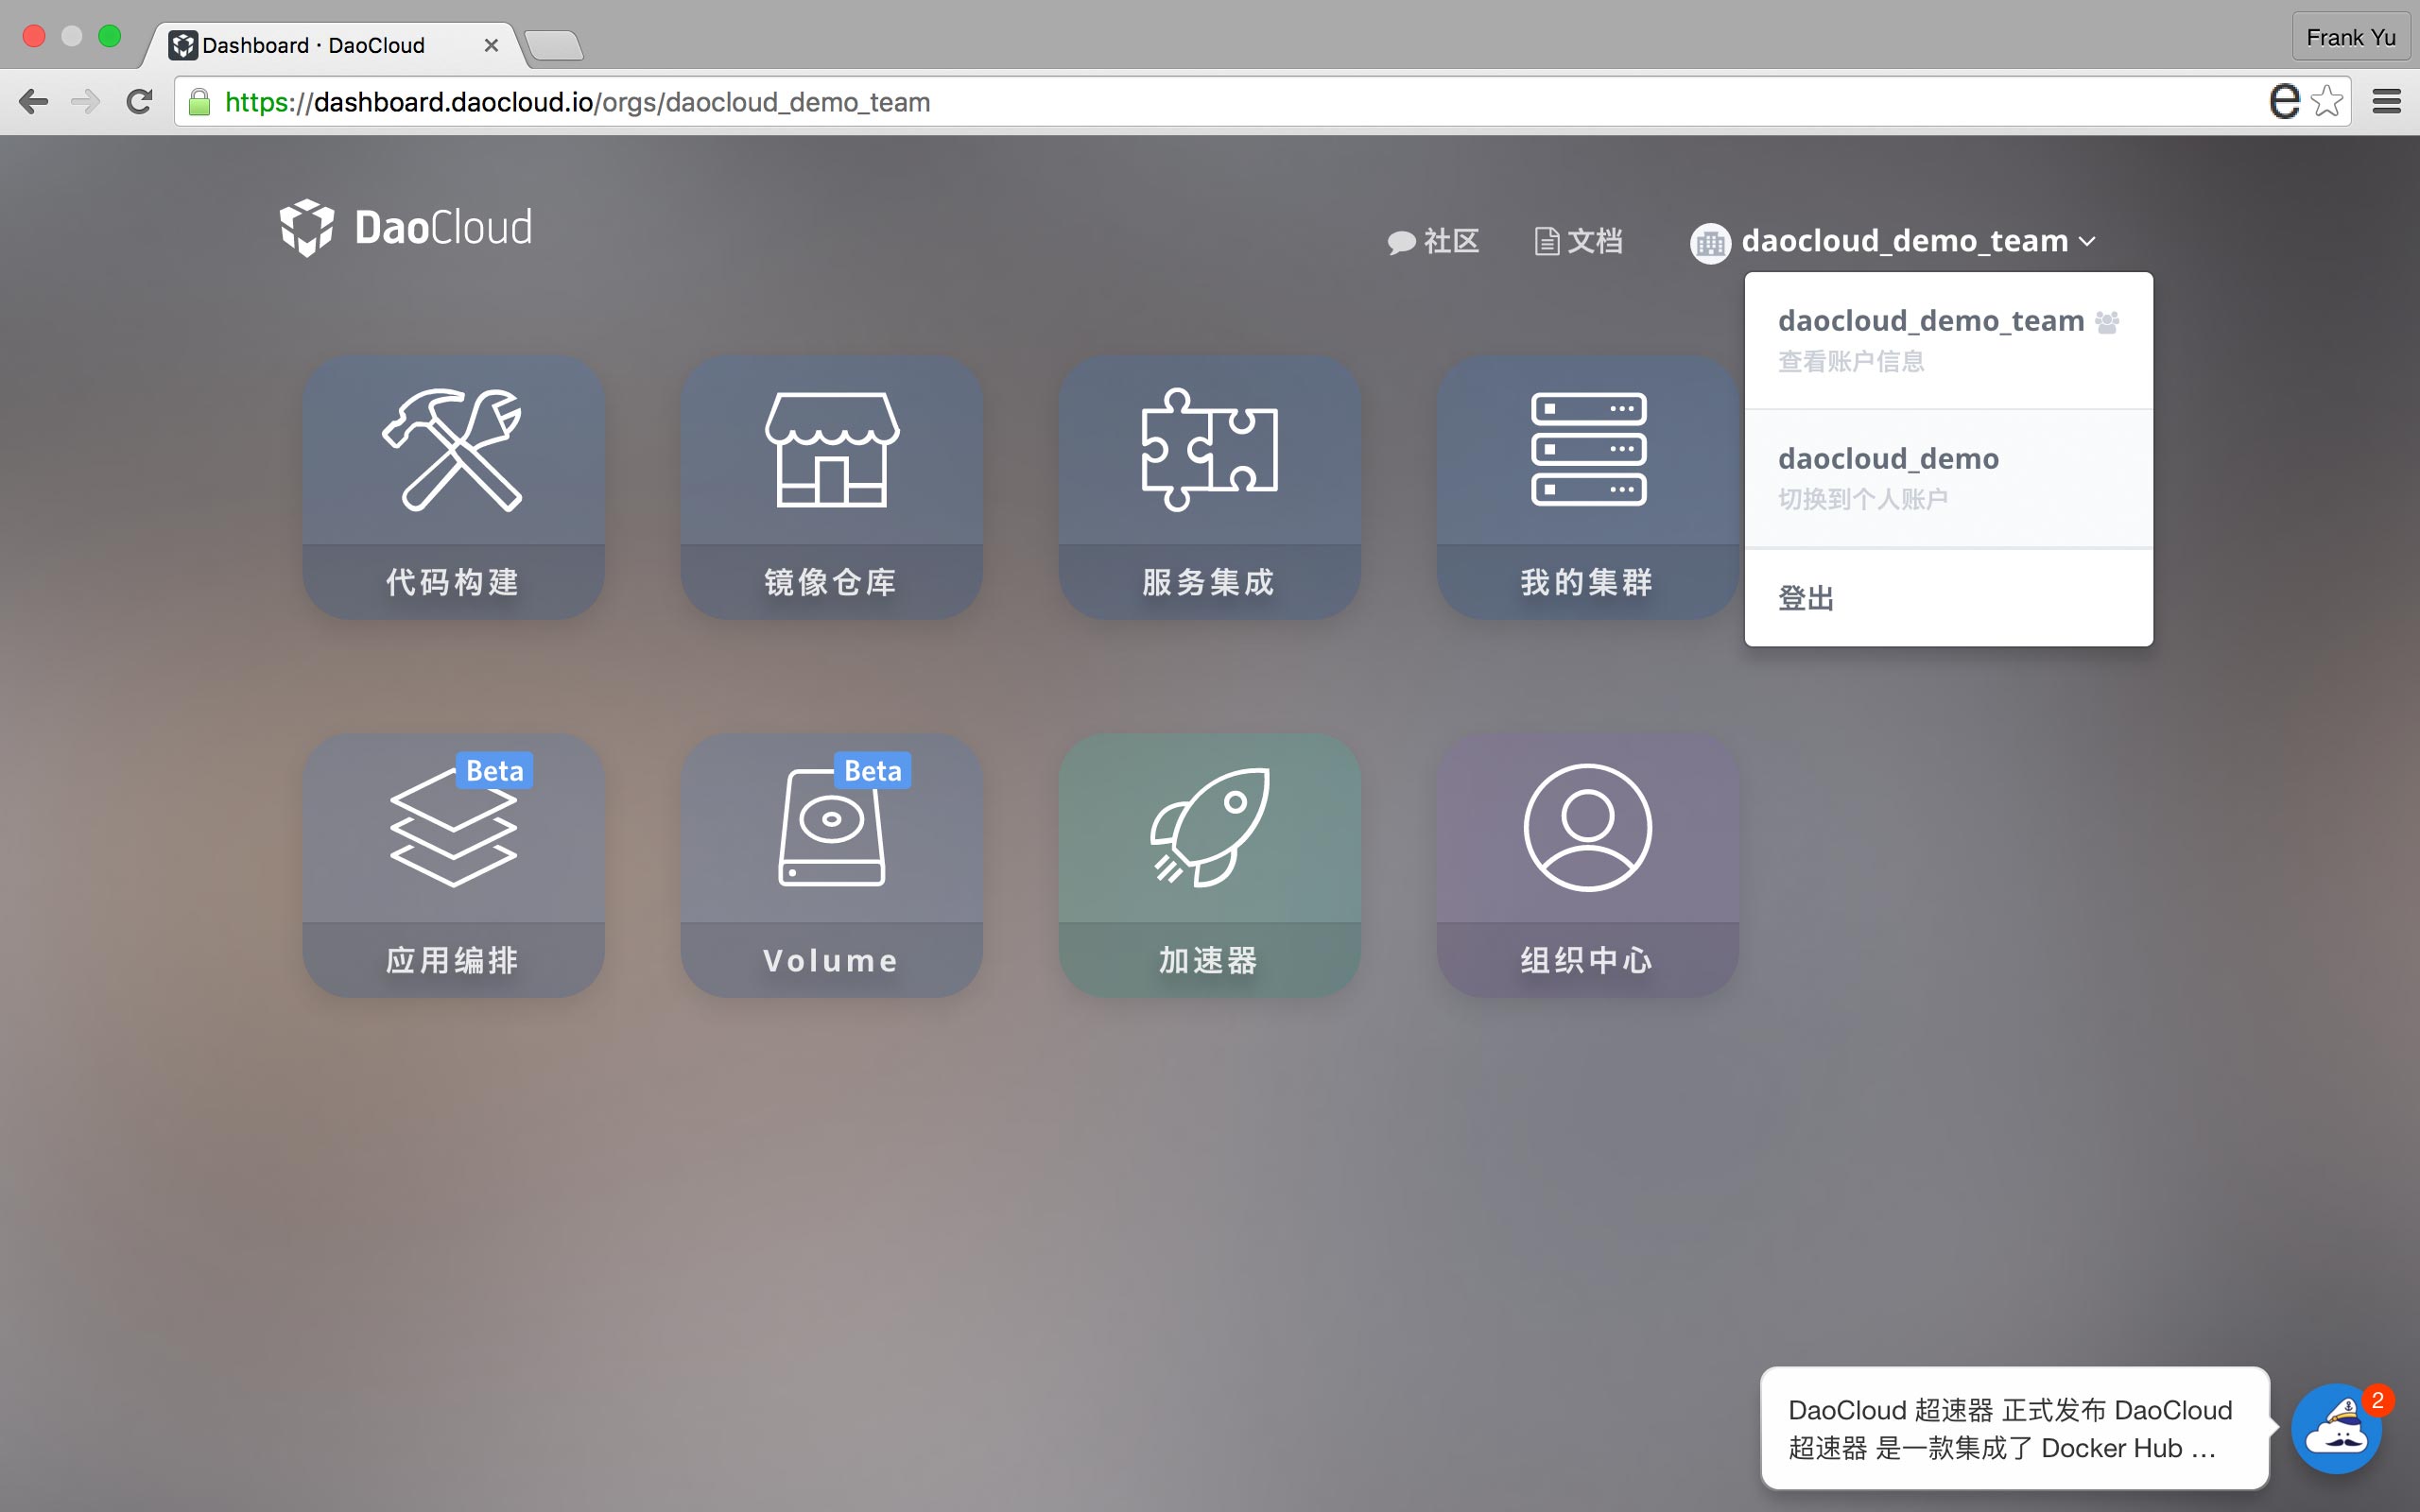 Dashboard · DaoCloud
Frank Yu
https://dashboard.daocloud.io/orgs/daocloud_demo_team
DaoCloud
社区
文档
daocloud_demo_team
daocloud_demo_team
查看账户信息
daocloud_demo
切换到个人账户
登出
代码构建
镜像仓库
服务集成
我的集群
Beta
Beta
应用编排
Volume
加速器
组织中心
DaoCloud 超速器 正式发布 DaoCloud
超速器 是一款集成了 Docker Hub …
2